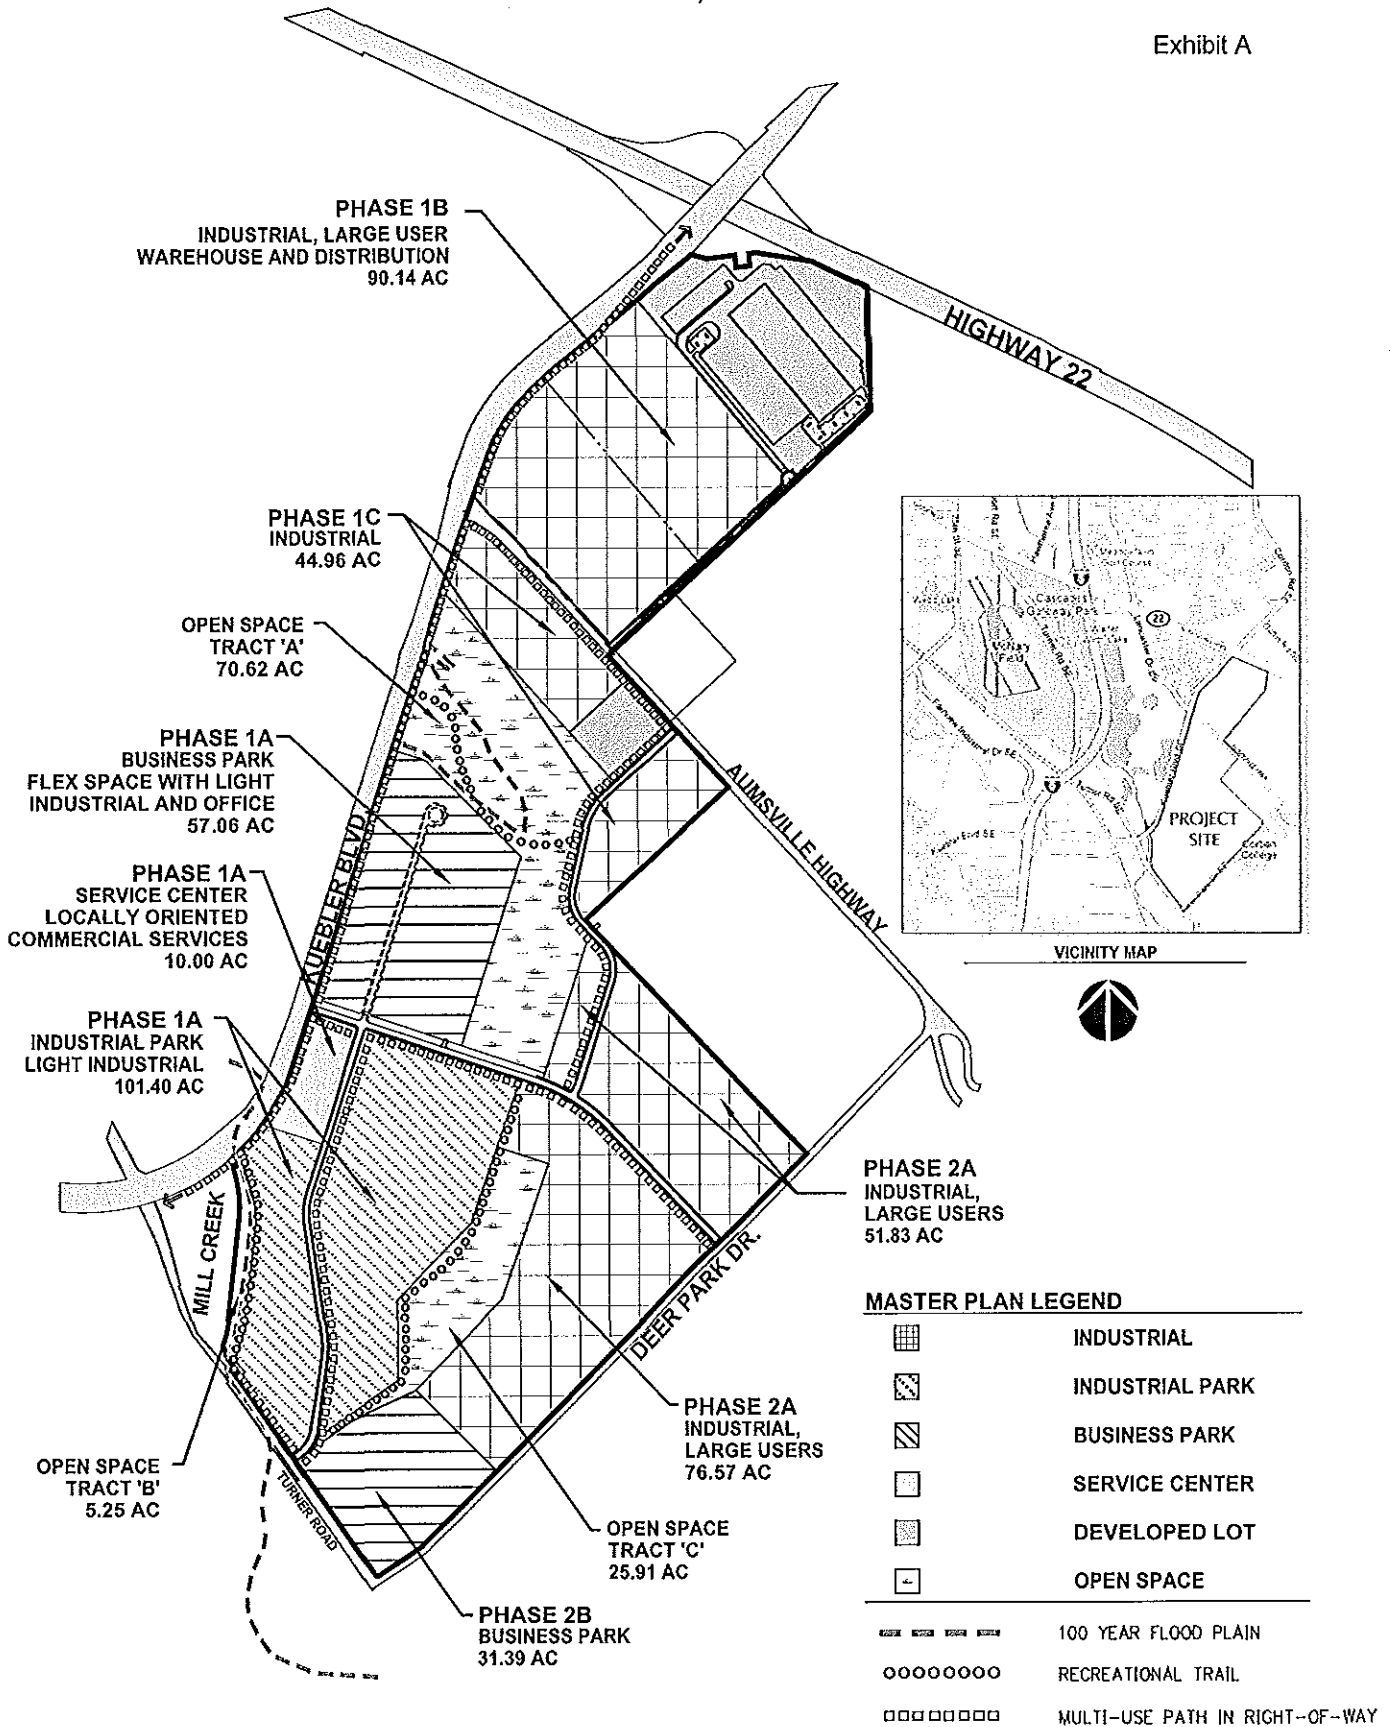 Exhibit A
PHASE 1B
INDUSTRIAL, LARGE USER
WAREHOUSE AND DISTRIBUTION
90.14 AC
HIGHWAY 22
PHASE 1C
INDUSTRIAL
44.96 AC
OPEN SPACE
TRACT 'A'
70.62 AC
PHASE 1A
BUSINESS PARK
FLEX SPACE WITH LIGHT
INDUSTRIAL AND OFFICE
57.06 AC
PHASE 1A
SERVICE CENTER
LOCALLY ORIENTED
COMMERCIAL SERVICES
10.00 AC
PHASE 1A
INDUSTRIAL PARK
LIGHT INDUSTRIAL
101.40 AC
KUEBLER BLVD
AUMSVILLE HIGHWAY
22
PROJECT
SITE
Corban
College
VICINITY MAP
MILL CREEK
PHASE 2A
INDUSTRIAL,
LARGE USERS
51.83 AC
DEER PARK DR.
PHASE 2A
INDUSTRIAL,
LARGE USERS
76.57 AC
OPEN SPACE
TRACT 'B'
5.25 AC
TURNER ROAD
OPEN SPACE
TRACT 'C'
25.91 AC
PHASE 2B
BUSINESS PARK
31.39 AC
MASTER PLAN LEGEND
INDUSTRIAL
INDUSTRIAL PARK
BUSINESS PARK
SERVICE CENTER
DEVELOPED LOT
OPEN SPACE
100 YEAR FLOOD PLAIN
RECREATIONAL TRAIL
MULTI-USE PATH IN RIGHT-OF-WAY